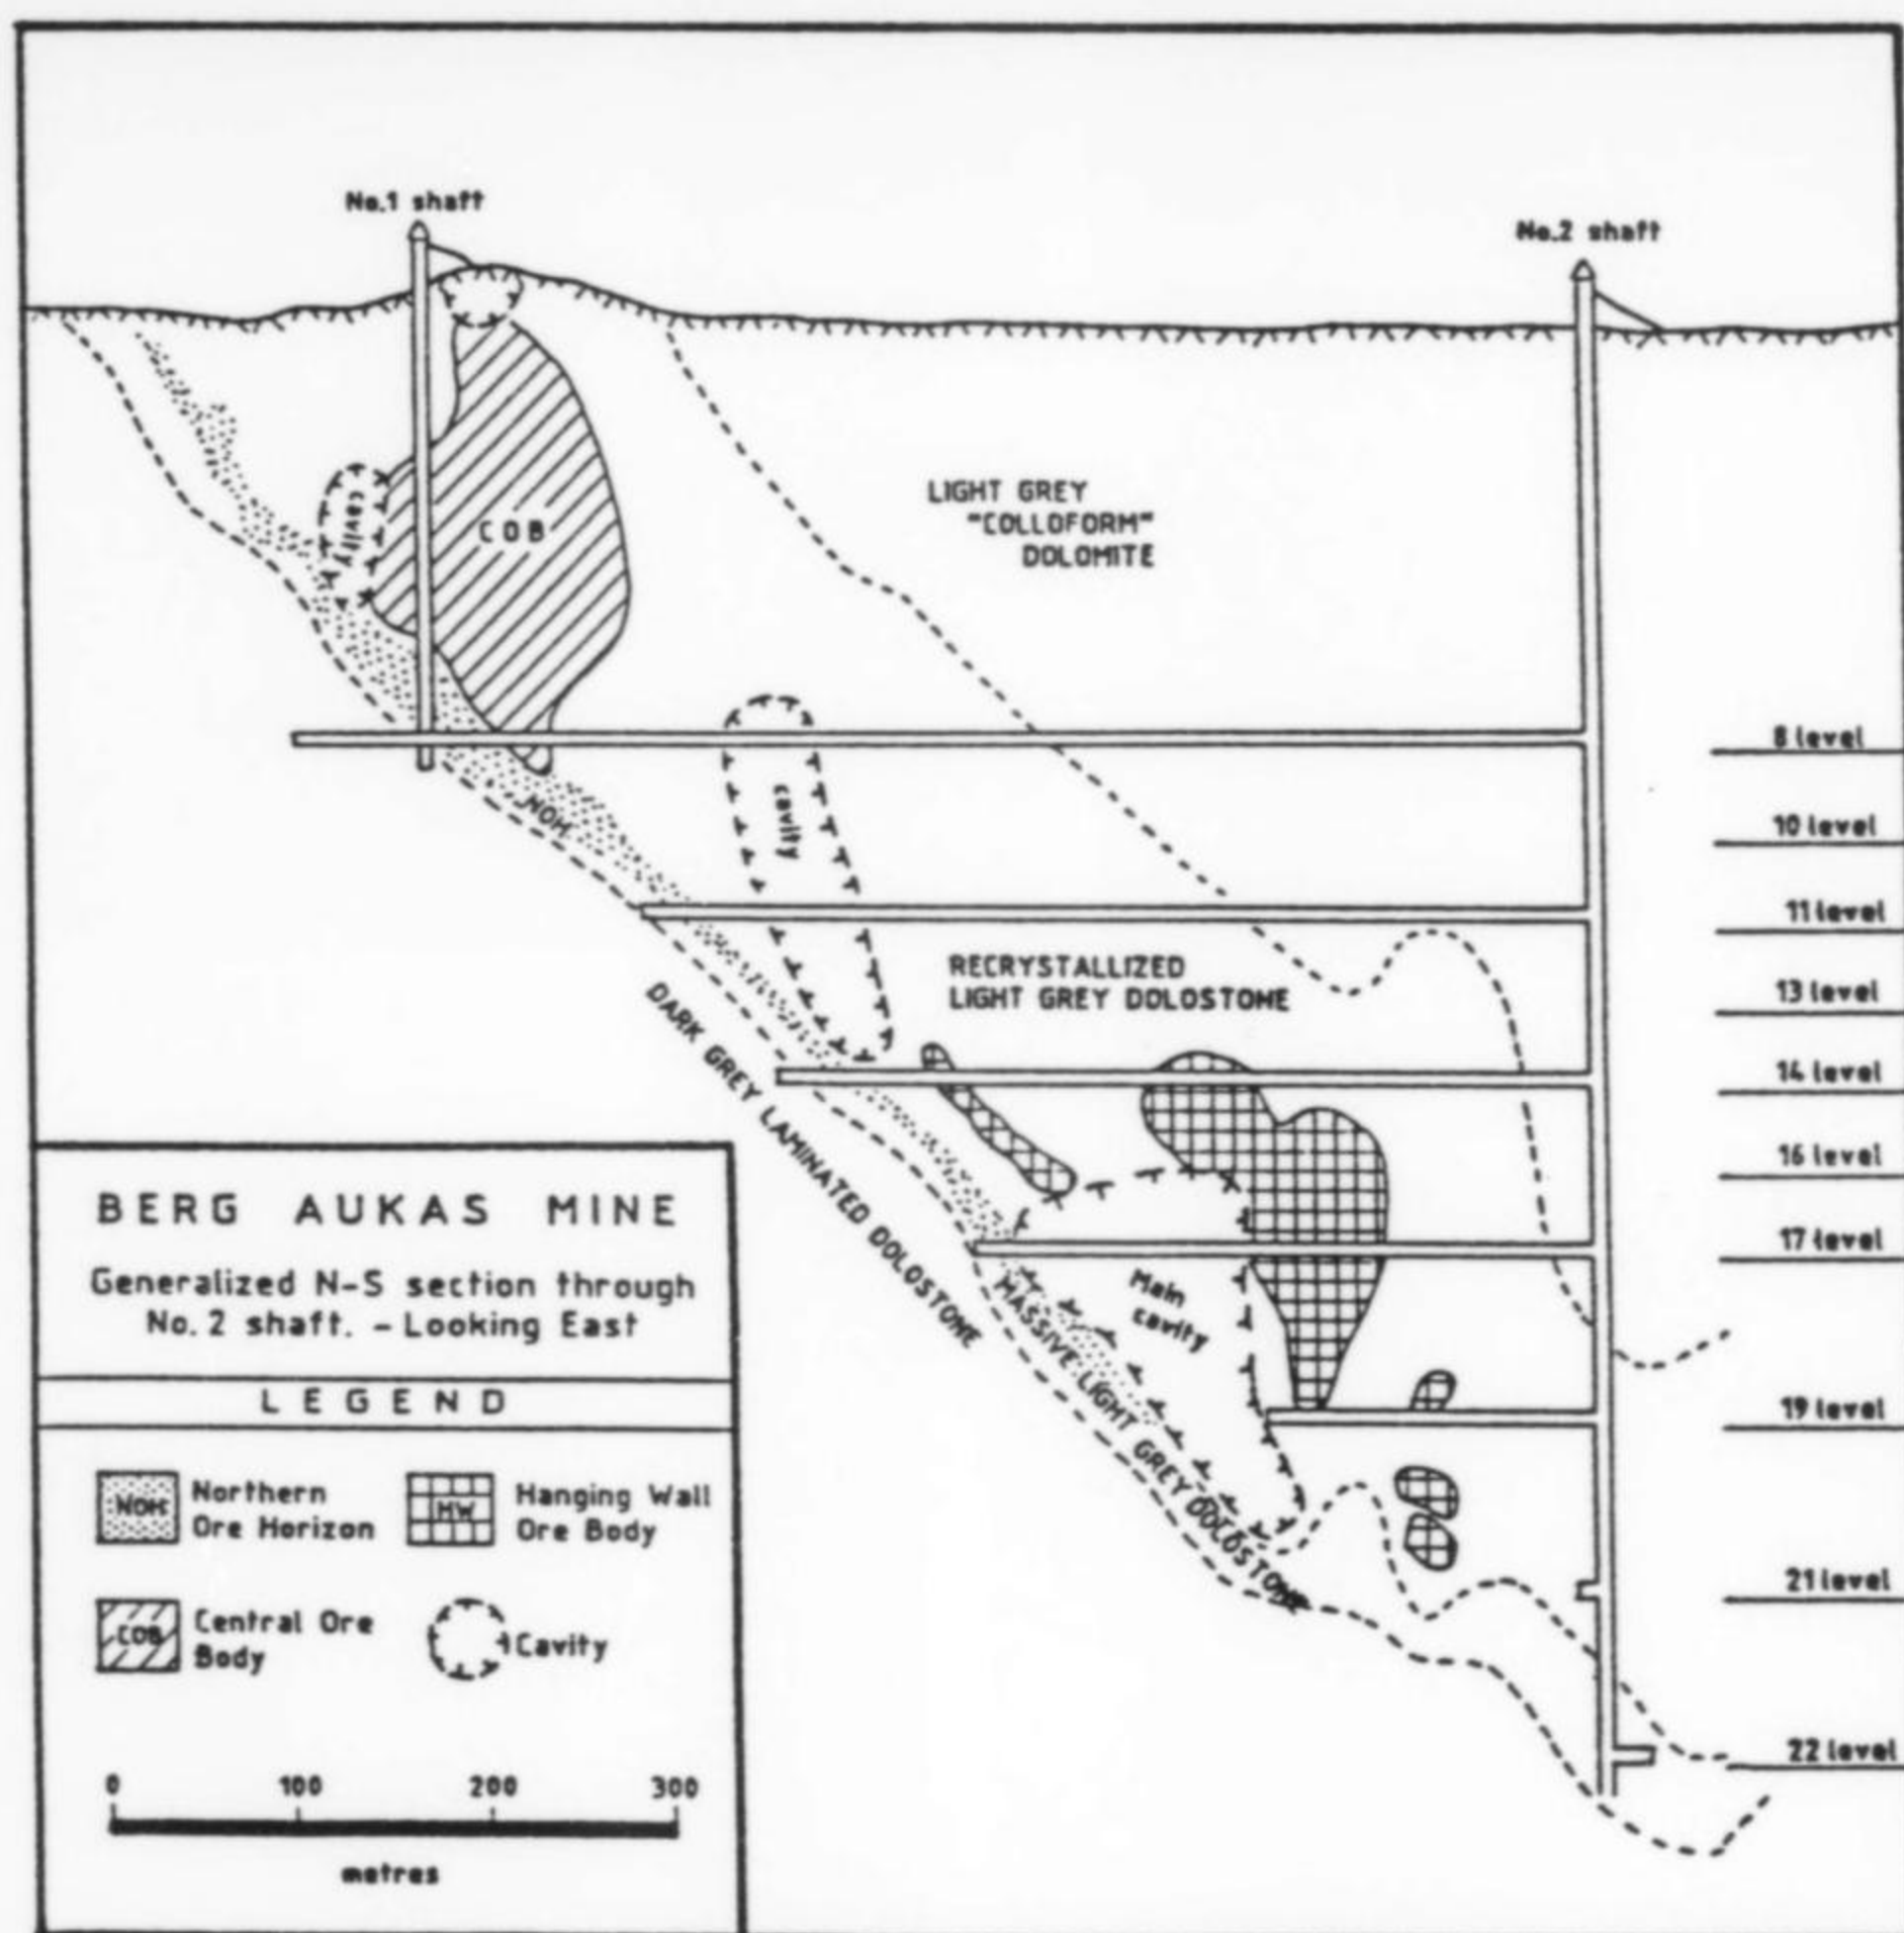 No.1 shaft
No.2 shaft
cavity
COB
LIGHT GREY
"COLLOFORM"
DOLOMITE
8 level
NOH
cavity
10 level
11 level
RECRYSTALLIZED
LIGHT GREY DOLOSTONE
13 level
DARK GREY LAMINATED DOLOSTONE
14 level
16 level
17 level
Main
cavity
MASSIVE LIGHT GREY DOLOSTONE
19 level
21 level
22 level
BERG AUKAS MINE
Generalized N-S section through
No. 2 shaft. - Looking East
LEGEND
NOH
Northern
Ore Horizon
HW
Hanging Wall
Ore Body
COB
Central Ore
Body
Cavity
0 100 200 300
metres